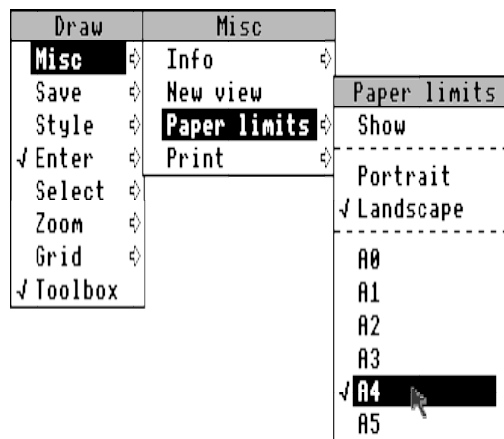 Draw
Misc
Save
Style
√ Enter
Select
Zoom
Grid
√ Toolbox
Misc
Info
New view
Paper limits
Print
Paper limits
Show
Portrait
√ Landscape
A0
A1
A2
A3
√ A4
A5